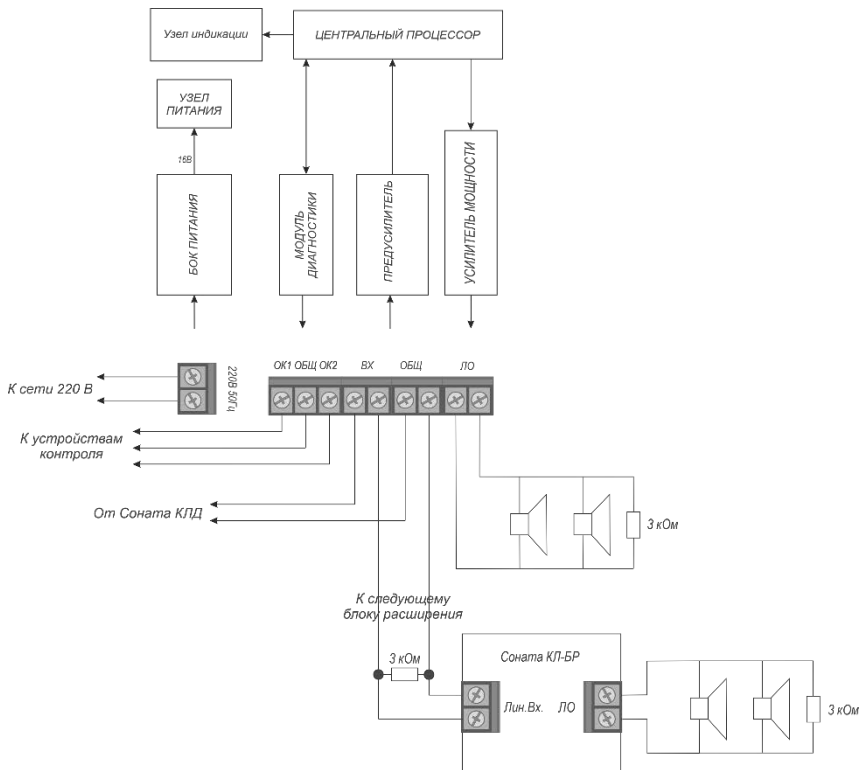 Узел индикации
ЦЕНТРАЛЬНЫЙ ПРОЦЕССОР
УЗЕЛ
ПИТАНИЯ
16В
БОК ПИТАНИЯ
МОДУЛЬ
ДИАГНОСТИКИ
ПРЕДУСИЛИТЕЛЬ
УСИЛИТЕЛЬ МОЩНОСТИ
220В 50Гц
ОК1 ОБЩ ОК2
ВХ
ОБЩ
ЛО
К сети 220 В
К устройствам
контроля
От Соната КЛД
3 кОм
К следующему
блоку расширения
3 кОм
Соната КЛ-БР
Лин.Вх.
ЛО
3 кОм